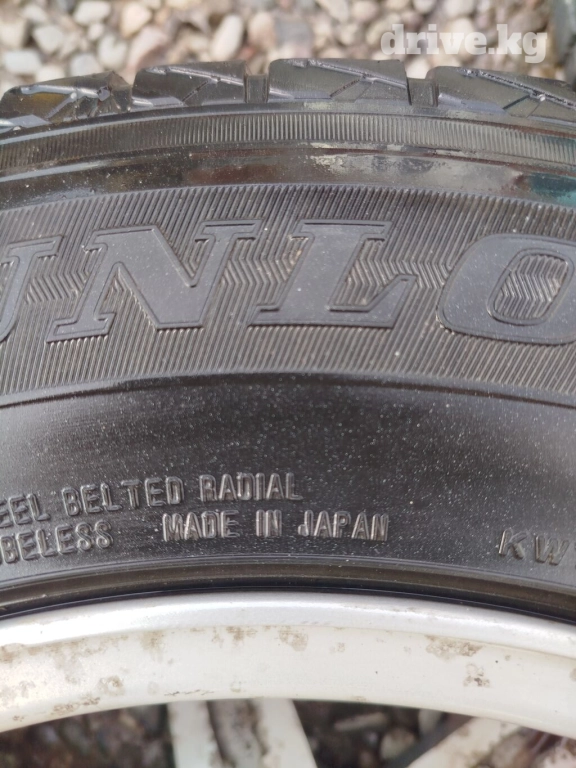 drive.kg
UNLO
EEL BELTED RADIAL
BELESS MADE IN JAPAN
KW